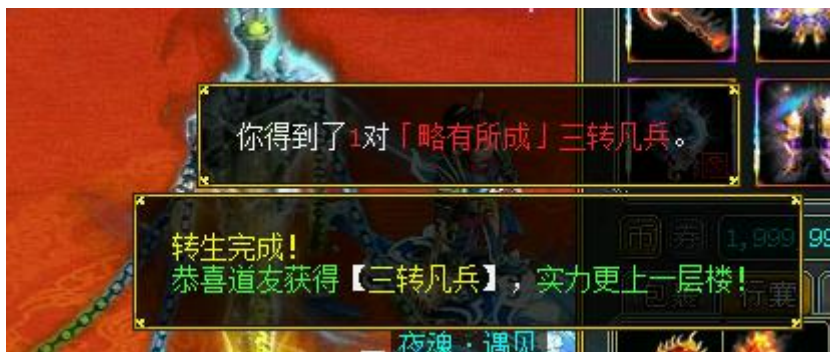 你得到了1对「略有所成」三转凡兵。
转生完成!
恭喜道友获得【三转凡兵】,实力更上一层楼!
1,999 99
行囊
夜魂·遇见